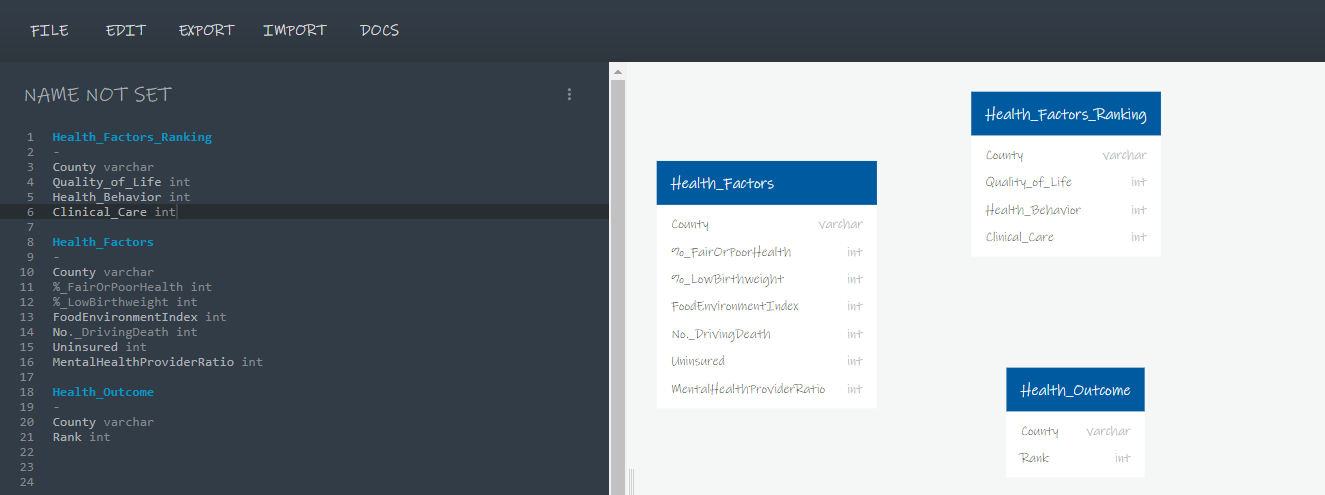 FILE EDIT EXPORT IMPORT DOCS
NAME NOT SET
1 Health_Factors_Ranking
2 -
3 County varchar
4 Quality_of_Life int
5 Health_Behavior int
6 Clinical_Care int
7
8 Health_Factors
9 -
10 County varchar
11 %_FairOrPoorHealth int
12 %_LowBirthweight int
13 FoodEnvironmentIndex int
14 No._DrivingDeath int
15 Uninsured int
16 MentalHealthProviderRatio int
17
18 Health_Outcome
19 -
20 County varchar
21 Rank int
22
23
24
Health_Factors
County varchar
%_FairOrPoorHealth int
%_LowBirthweight int
FoodEnvironmentIndex int
No._DrivingDeath int
Uninsured int
MentalHealthProviderRatio int
Health_Factors_Ranking
County varchar
Quality_of_Life int
Health_Behavior int
Clinical_Care int
Health_Outcome
County varchar
Rank int